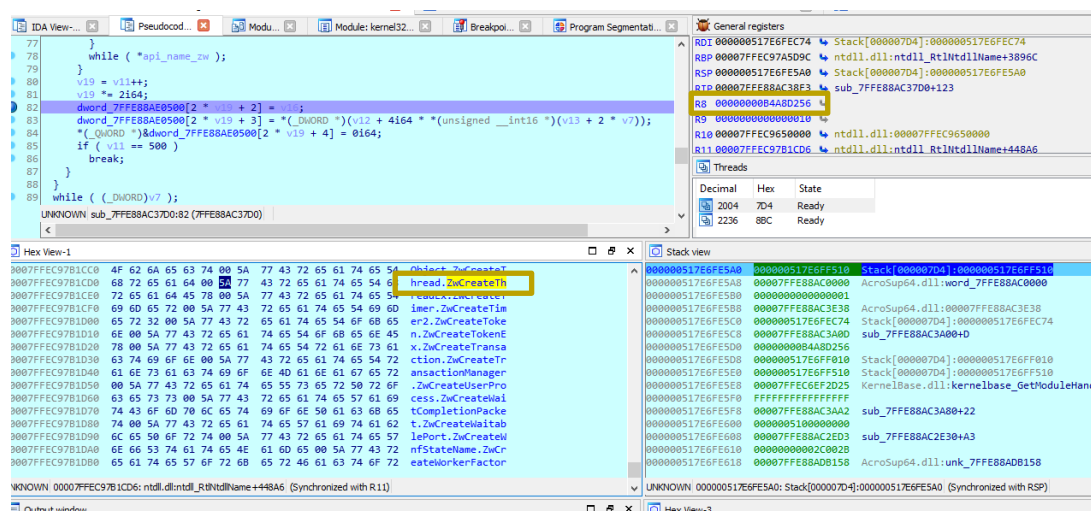 IDA View-... Pseudocod... Modu... Module: kernel32... Breakpoi... Program Segmentati... General registers
77 }
78 while ( *api_name_zw );
79 }
80 v19 = v11++;
81 v19 *= 2i64;
82 dword_7FFE88AE0500[2 * v19 + 2] = v16;
83 dword_7FFE88AE0500[2 * v19 + 3] = *(_DWORD *)(v12 + 4i64 * *(unsigned __int16 *)(v13 + 2 * v7));
84 *(_QWORD *)&dword_7FFE88AE0500[2 * v19 + 4] = 0i64;
85 if ( v11 == 500 )
86 break;
87 }
88 }
89 while ( (_DWORD)v7 );
UNKNOWN sub_7FFE88AC37D0:82 (7FFE88AC37D0)
RDI 000000517E6FEC74 Stack[000007D4]:000000517E6FEC74
RBP 00007FFEC97A5D9C ntdll.dll:ntdll_RtlNtdllName+3896C
RSP 000000517E6FE5A0 Stack[000007D4]:000000517E6FE5A0
RIP 00007FFE88AC38F3 sub_7FFE88AC37D0+123
R8 00000000B4A8D256
R9 0000000000000010
R10 00007FFEC9650000 ntdll.dll:00007FFEC9650000
R11 00007FFEC97B1CD6 ntdll.dll:ntdll_RtlNtdllName+448A6
Threads
Decimal Hex State
2004 7D4 Ready
2236 8BC Ready
Hex View-1
00007FFEC97B1CC0 4F 62 6A 65 63 74 00 5A 77 43 72 65 61 74 65 54 Object.ZwCreateT
00007FFEC97B1CD0 68 72 65 61 64 00 5A 77 43 72 65 61 74 65 54 68 hread.ZwCreateTh
00007FFEC97B1CE0 72 65 61 64 45 78 00 5A 77 43 72 65 61 74 65 54 readEx.ZwCreateT
00007FFEC97B1CF0 69 6D 65 72 00 5A 77 43 72 65 61 74 65 54 69 6D imer.ZwCreateTim
00007FFEC97B1D00 65 72 32 00 5A 77 43 72 65 61 74 65 54 6F 6B 65 er2.ZwCreateToke
00007FFEC97B1D10 6E 00 5A 77 43 72 65 61 74 65 54 6F 6B 65 6E 45 n.ZwCreateTokenE
00007FFEC97B1D20 78 00 5A 77 43 72 65 61 74 65 54 72 61 6E 73 61 x.ZwCreateTransa
00007FFEC97B1D30 63 74 69 6F 6E 00 5A 77 43 72 65 61 74 65 54 72 ction.ZwCreateTr
00007FFEC97B1D40 61 6E 73 61 63 74 69 6F 6E 4D 61 6E 61 67 65 72 ansactionManager
00007FFEC97B1D50 00 5A 77 43 72 65 61 74 65 55 73 65 72 50 72 6F .ZwCreateUserPro
00007FFEC97B1D60 63 65 73 73 00 5A 77 43 72 65 61 74 65 57 61 69 cess.ZwCreateWai
00007FFEC97B1D70 74 43 6F 6D 70 6C 65 74 69 6F 6E 50 61 63 6B 65 tCompletionPacke
00007FFEC97B1D80 74 00 5A 77 43 72 65 61 74 65 57 61 69 74 61 62 t.ZwCreateWaitab
00007FFEC97B1D90 6C 65 50 6F 72 74 00 5A 77 43 72 65 61 74 65 57 lePort.ZwCreateW
00007FFEC97B1DA0 6E 66 53 74 61 74 65 4E 61 6D 65 00 5A 77 43 72 nfStateName.ZwCr
00007FFEC97B1DB0 65 61 74 65 57 6F 72 6B 65 72 46 61 63 74 6F 72 eateWorkerFactor
UNKNOWN 00007FFEC97B1CD6: ntdll.dll:ntdll_RtlNtdllName+448A6 (Synchronized with R11)
Stack view
000000517E6FE5A0 000000517E6FF510 Stack[000007D4]:000000517E6FF510
000000517E6FE5A8 00007FFE88AC0000 AcroSup64.dll:word_7FFE88AC0000
000000517E6FE5B0 0000000000000001
000000517E6FE5B8 00007FFE88AC3E38 AcroSup64.dll:7FFE88AC3E38
000000517E6FE5C0 000000517E6FEC74 Stack[000007D4]:000000517E6FEC74
000000517E6FE5C8 00007FFE88AC3A0D sub_7FFE88AC3A00+D
000000517E6FE5D0 00000000B4A8D256
000000517E6FE5D8 000000517E6FF010 Stack[000007D4]:000000517E6FF010
000000517E6FE5E0 000000517E6FF510 Stack[000007D4]:000000517E6FF510
000000517E6FE5E8 00007FFEC6EF2D25 KernelBase.dll:kernelbase_GetModuleHan
000000517E6FE5F0 FFFFFFFFFFFFFFFF
000000517E6FE5F8 00007FFE88AC3AA2 sub_7FFE88AC3A80+22
000000517E6FE600 0000005100000000
000000517E6FE608 00007FFE88AC2ED3 sub_7FFE88AC2E30+A3
000000517E6FE610 00000000002C002B
000000517E6FE618 00007FFE88ADB158 AcroSup64.dll:unk_7FFE88ADB158
UNKNOWN 000000517E6FE5A0: Stack[000007D4]:000000517E6FE5A0 (Synchronized with RSP)
Output window
Hex View-3